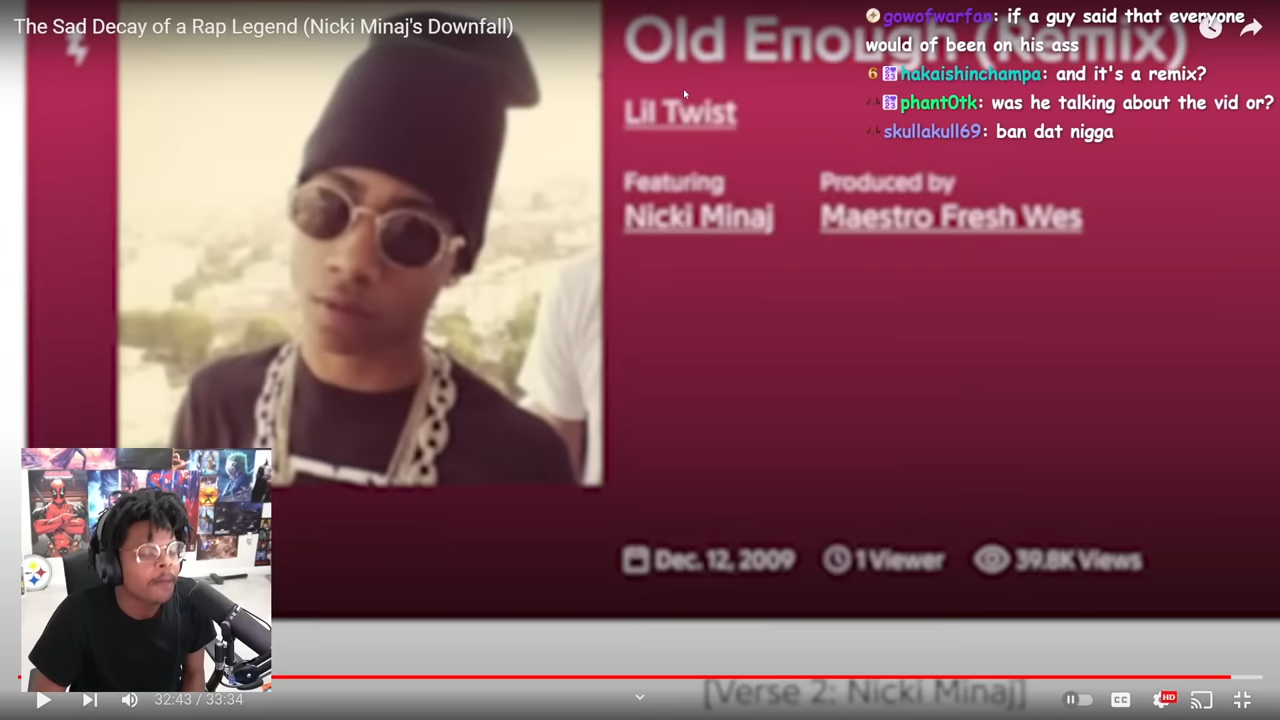 The Sad Decay of a Rap Legend (Nicki Minaj's Downfall)
gowofwarfan: if a guy said that everyone
would of been on his ass
6 hakaishinchampa: and it's a remix?
phant0tk: was he talking about the vid or?
skullakull69: ban dat nigga
Old Enough (Remix)
Lil Twist
Featuring
Produced by
Nicki Minaj
Maestro Fresh Wes
Dec. 12, 2009
1 Viewer
39.8K Views
32:43 / 33:34
[Verse 2: Nicki Minaj]
CC
HD